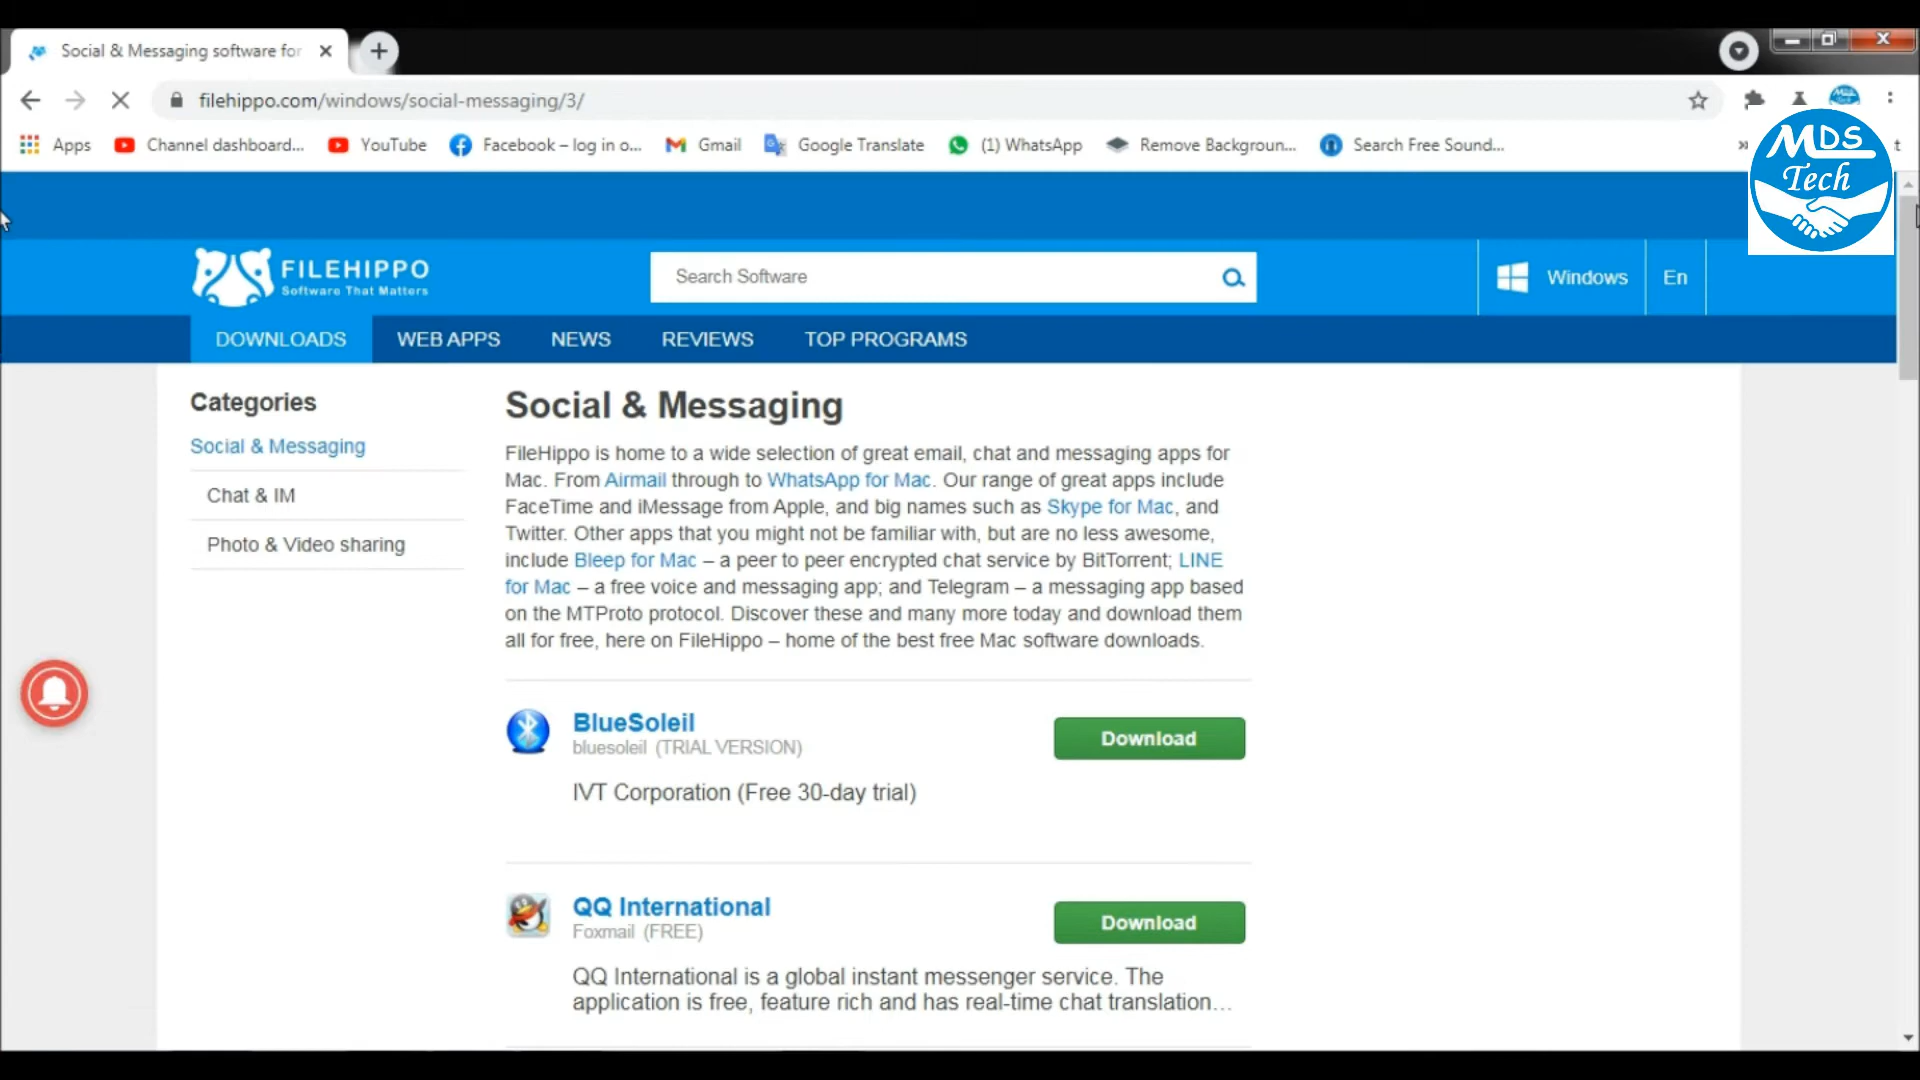 Social & Messaging software for
filehippo.com/windows/social-messaging/3/
Apps
Channel dashboard...
YouTube
Facebook – log in o...
Gmail
Google Translate
(1) WhatsApp
Remove Backgroun...
Search Free Sound...
»
t
MDS
Tech
FILEHIPPO
Software That Matters
Search Software
Windows
En
DOWNLOADS
WEB APPS
NEWS
REVIEWS
TOP PROGRAMS
Categories
Social & Messaging
Chat & IM
Photo & Video sharing
Social & Messaging
FileHippo is home to a wide selection of great email, chat and messaging apps for
Mac. From Airmail through to WhatsApp for Mac. Our range of great apps include
FaceTime and iMessage from Apple, and big names such as Skype for Mac, and
Twitter. Other apps that you might not be familiar with, but are no less awesome,
include Bleep for Mac – a peer to peer encrypted chat service by BitTorrent; LINE
for Mac – a free voice and messaging app; and Telegram – a messaging app based
on the MTProto protocol. Discover these and many more today and download them
all for free, here on FileHippo – home of the best free Mac software downloads.
BlueSoleil
bluesoleil (TRIAL VERSION)
Download
IVT Corporation (Free 30-day trial)
QQ International
Foxmail (FREE)
Download
QQ International is a global instant messenger service. The
application is free, feature rich and has real-time chat translation...